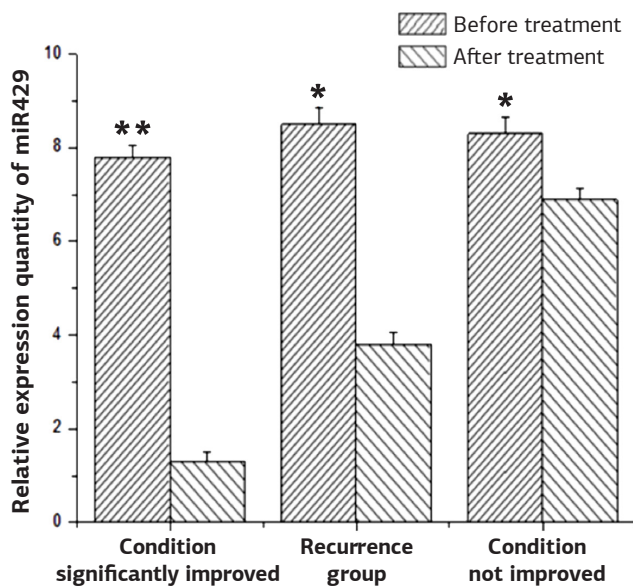 Before treatment
After treatment
Relative expression quantity of miR429
10
8
6
4
2
0
**
*
*
Condition
significantly improved
Recurrence
group
Condition
not improved